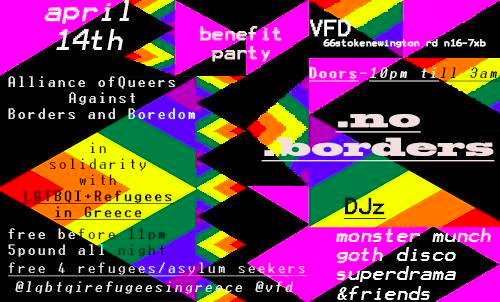 april
14th
benefit
party
VFD
66stokenewington rd n16-7xb
Doors-10pm till 3am
Alliance ofQueers
Against
Borders and Boredom
.no
.borders
in
solidarity
with
LGTBQI+Refugees
in Greece
DJz
free before 11pm
5pound all night
free 4 refugees/asylum seekers
@lgbtqirefugeesingreece @vfd
monster munch
goth disco
superdrama
&friends